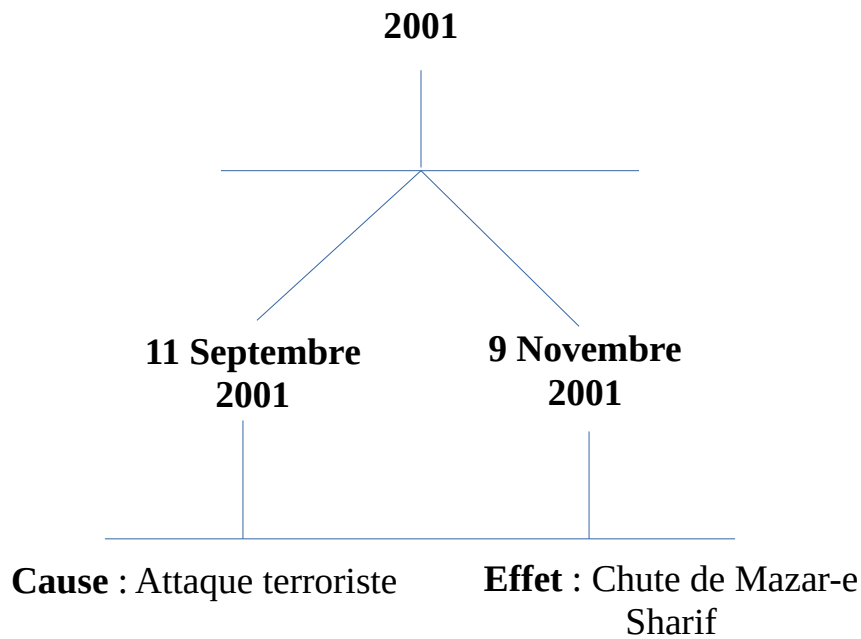 2001
11 Septembre
2001
9 Novembre
2001
Cause : Attaque terroriste
Effet : Chute de Mazar-e
Sharif